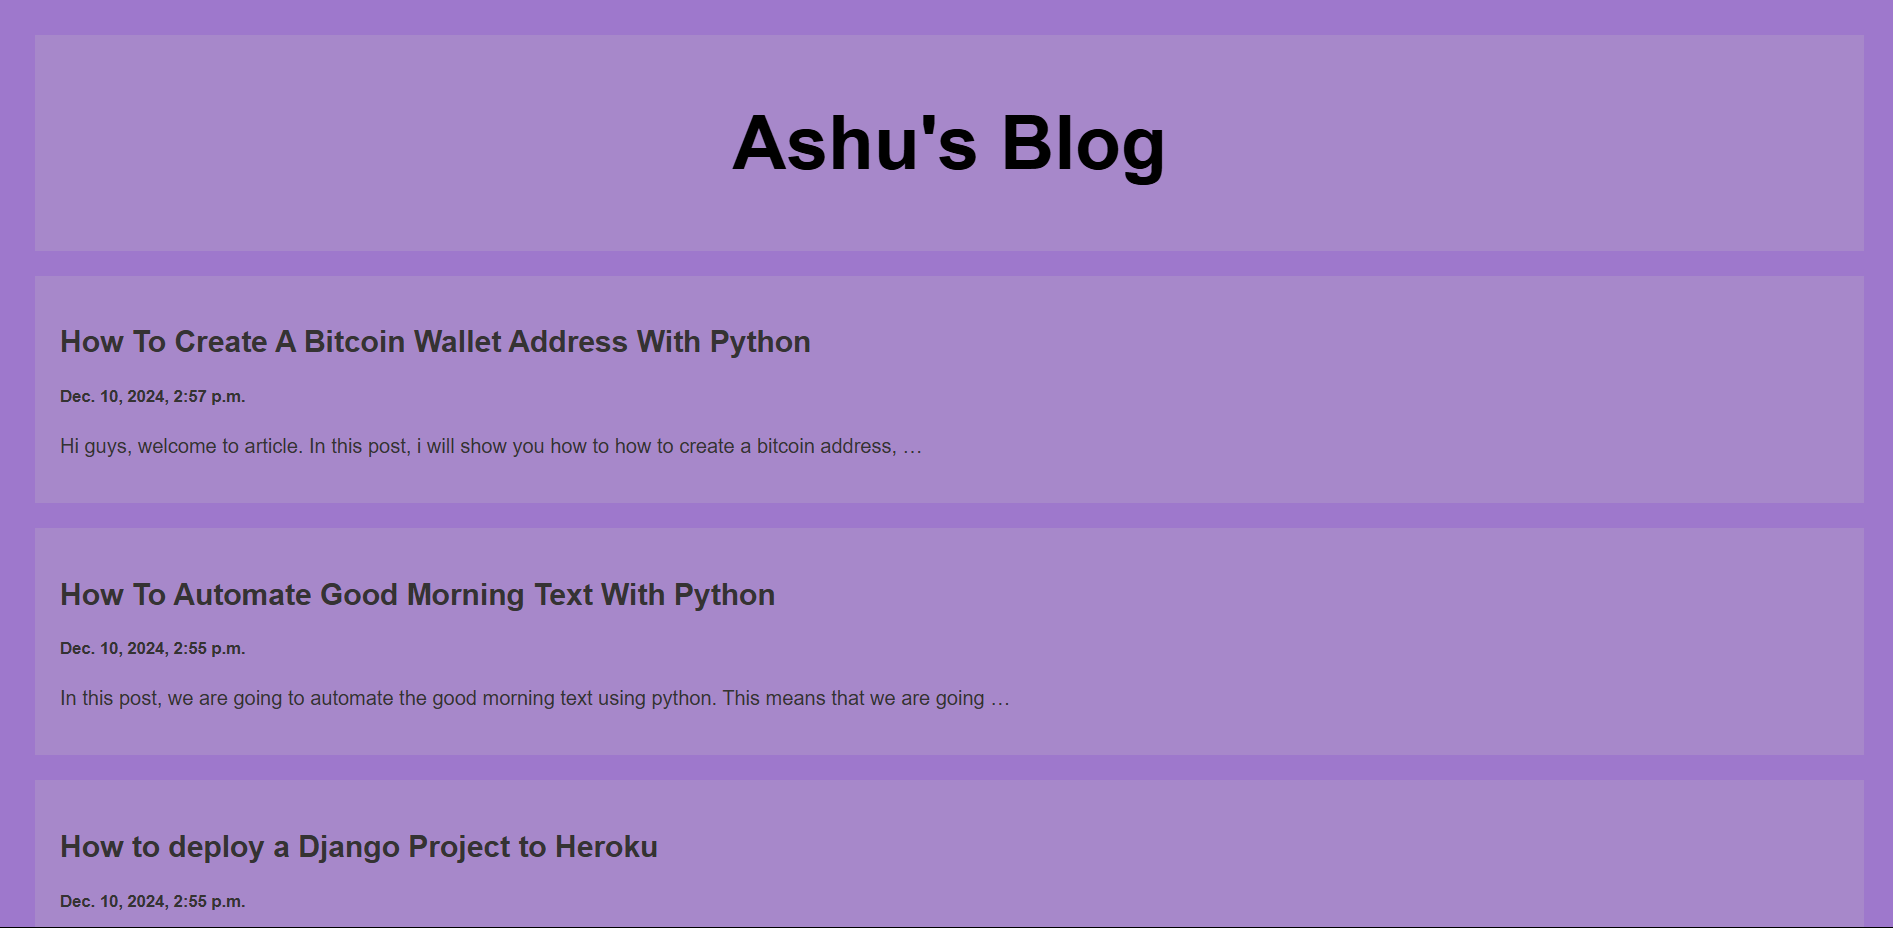 Ashu's Blog
How To Create A Bitcoin Wallet Address With Python
Dec. 10, 2024, 2:57 p.m.
Hi guys, welcome to article. In this post, i will show you how to how to create a bitcoin address, …
How To Automate Good Morning Text With Python
Dec. 10, 2024, 2:55 p.m.
In this post, we are going to automate the good morning text using python. This means that we are going …
How to deploy a Django Project to Heroku
Dec. 10, 2024, 2:55 p.m.